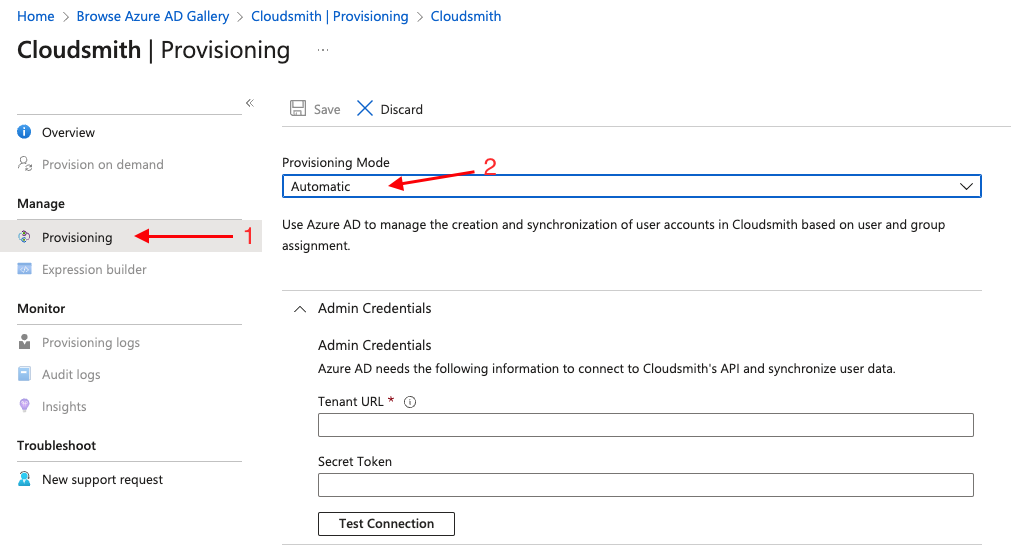 Home > Browse Azure AD Gallery > Cloudsmith | Provisioning > Cloudsmith
Cloudsmith | Provisioning ...
«
Overview
Provision on demand
Manage
Provisioning
1
Expression builder
Monitor
Provisioning logs
Audit logs
Insights
Troubleshoot
New support request
Save Discard
Provisioning Mode
2
Automatic
Use Azure AD to manage the creation and synchronization of user accounts in Cloudsmith based on user and group
assignment.
Admin Credentials
Admin Credentials
Azure AD needs the following information to connect to Cloudsmith's API and synchronize user data.
Tenant URL *
Secret Token
Test Connection